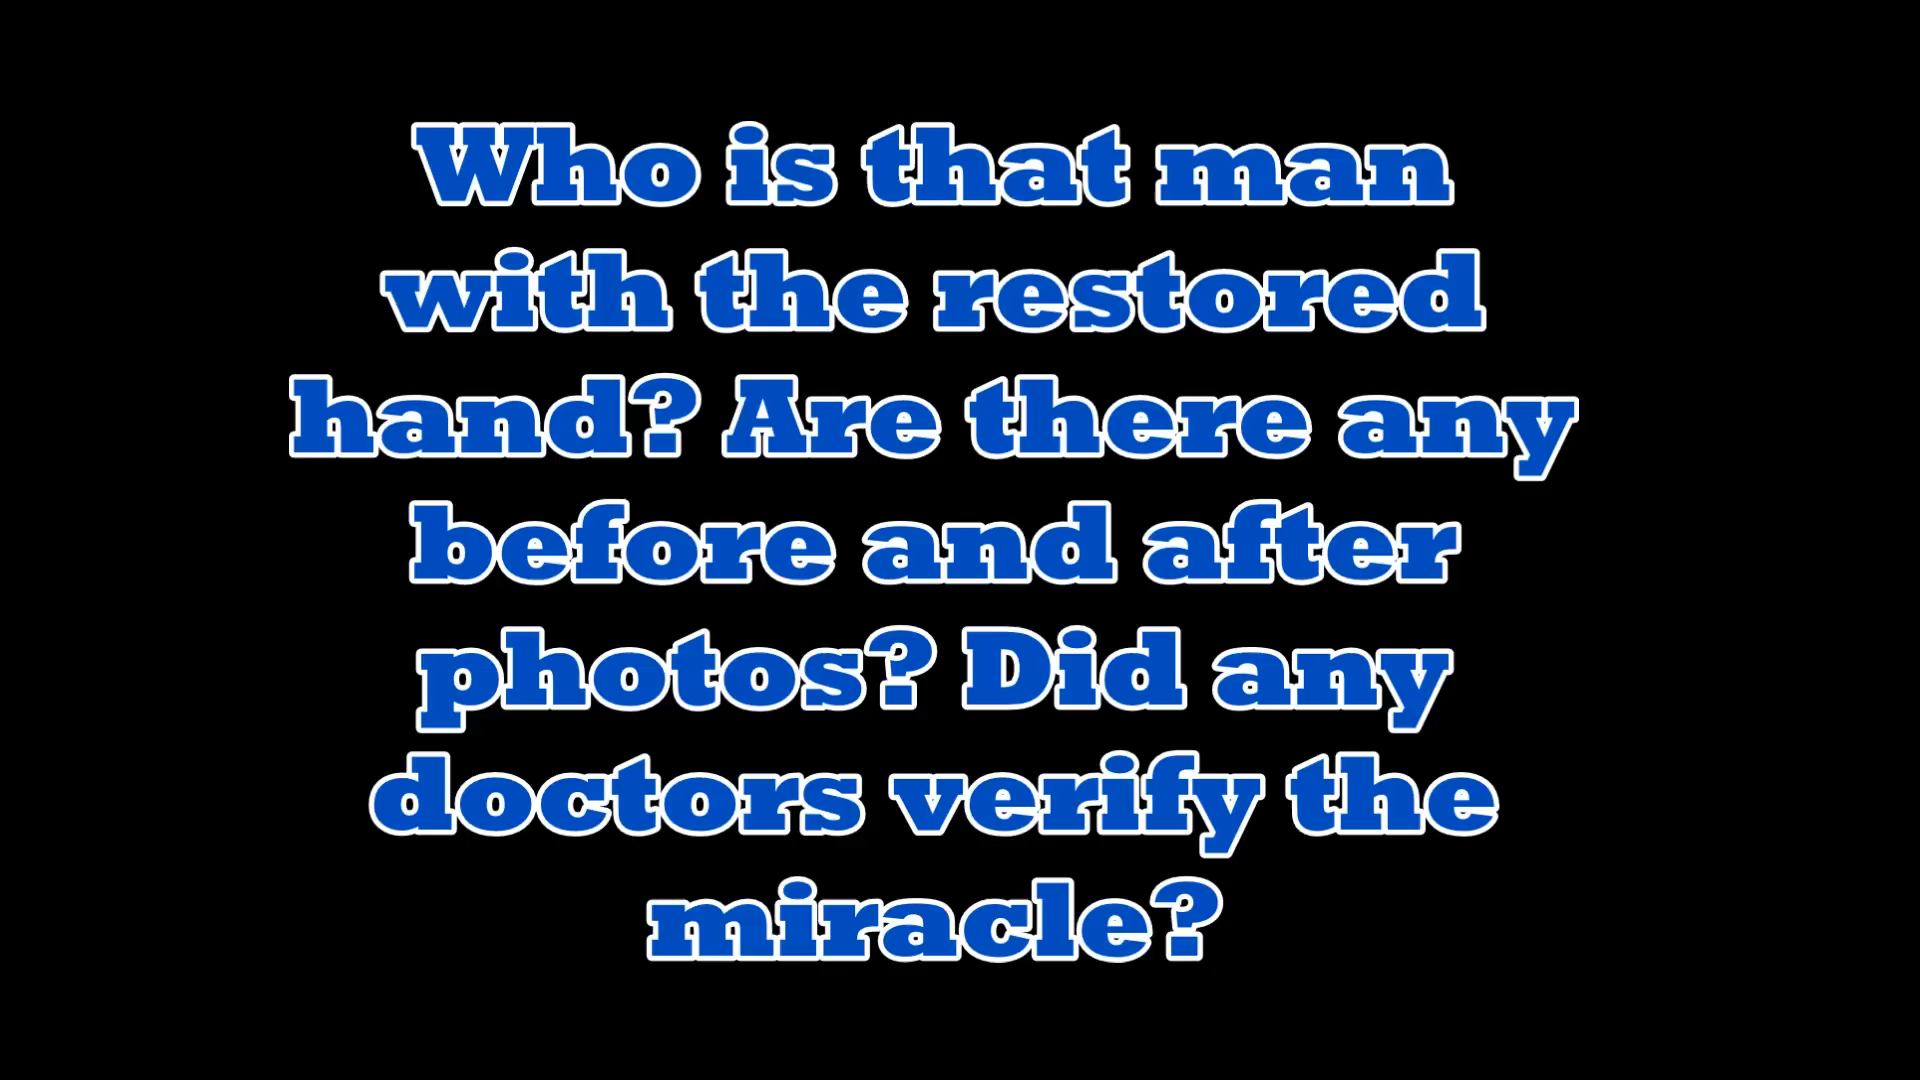 Who is that man
with the restored
hand? Are there any
before and after
photos? Did any
doctors verify the
miracle?